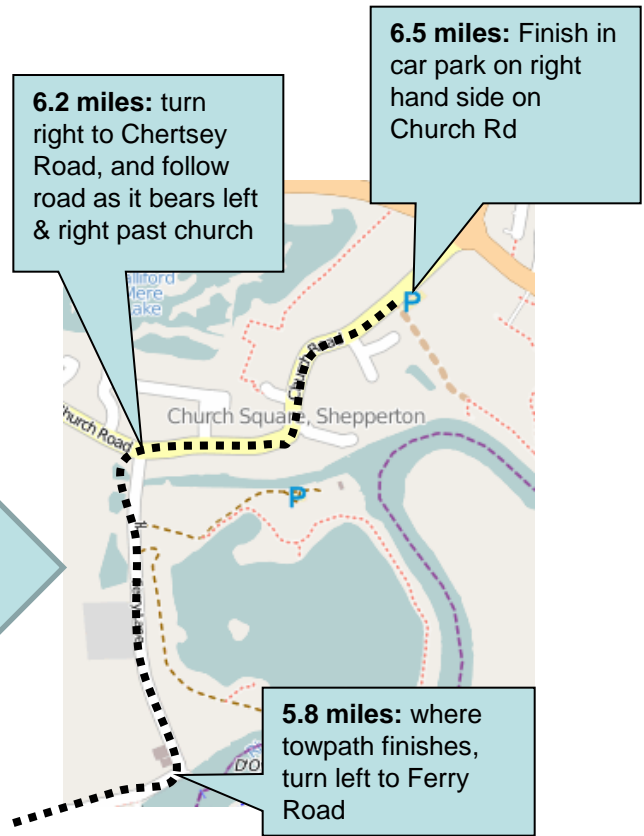 6.5 miles: Finish in
car park on right
hand side on
Church Rd
6.2 miles: turn
right to Chertsey
Road, and follow
road as it bears left
& right past church
Mere
P
Church Road
Church Square, Shepperton
P
5.8 miles: where
towpath finishes,
turn left to Ferry
Road